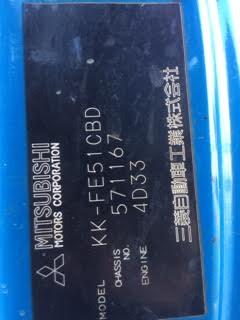 MITSUBISHI
MOTORS CORPORATION
MODEL KK-FE51CBD
CHASSIS NO. 571167
ENGINE 4D33
三菱自動車工業株式会社